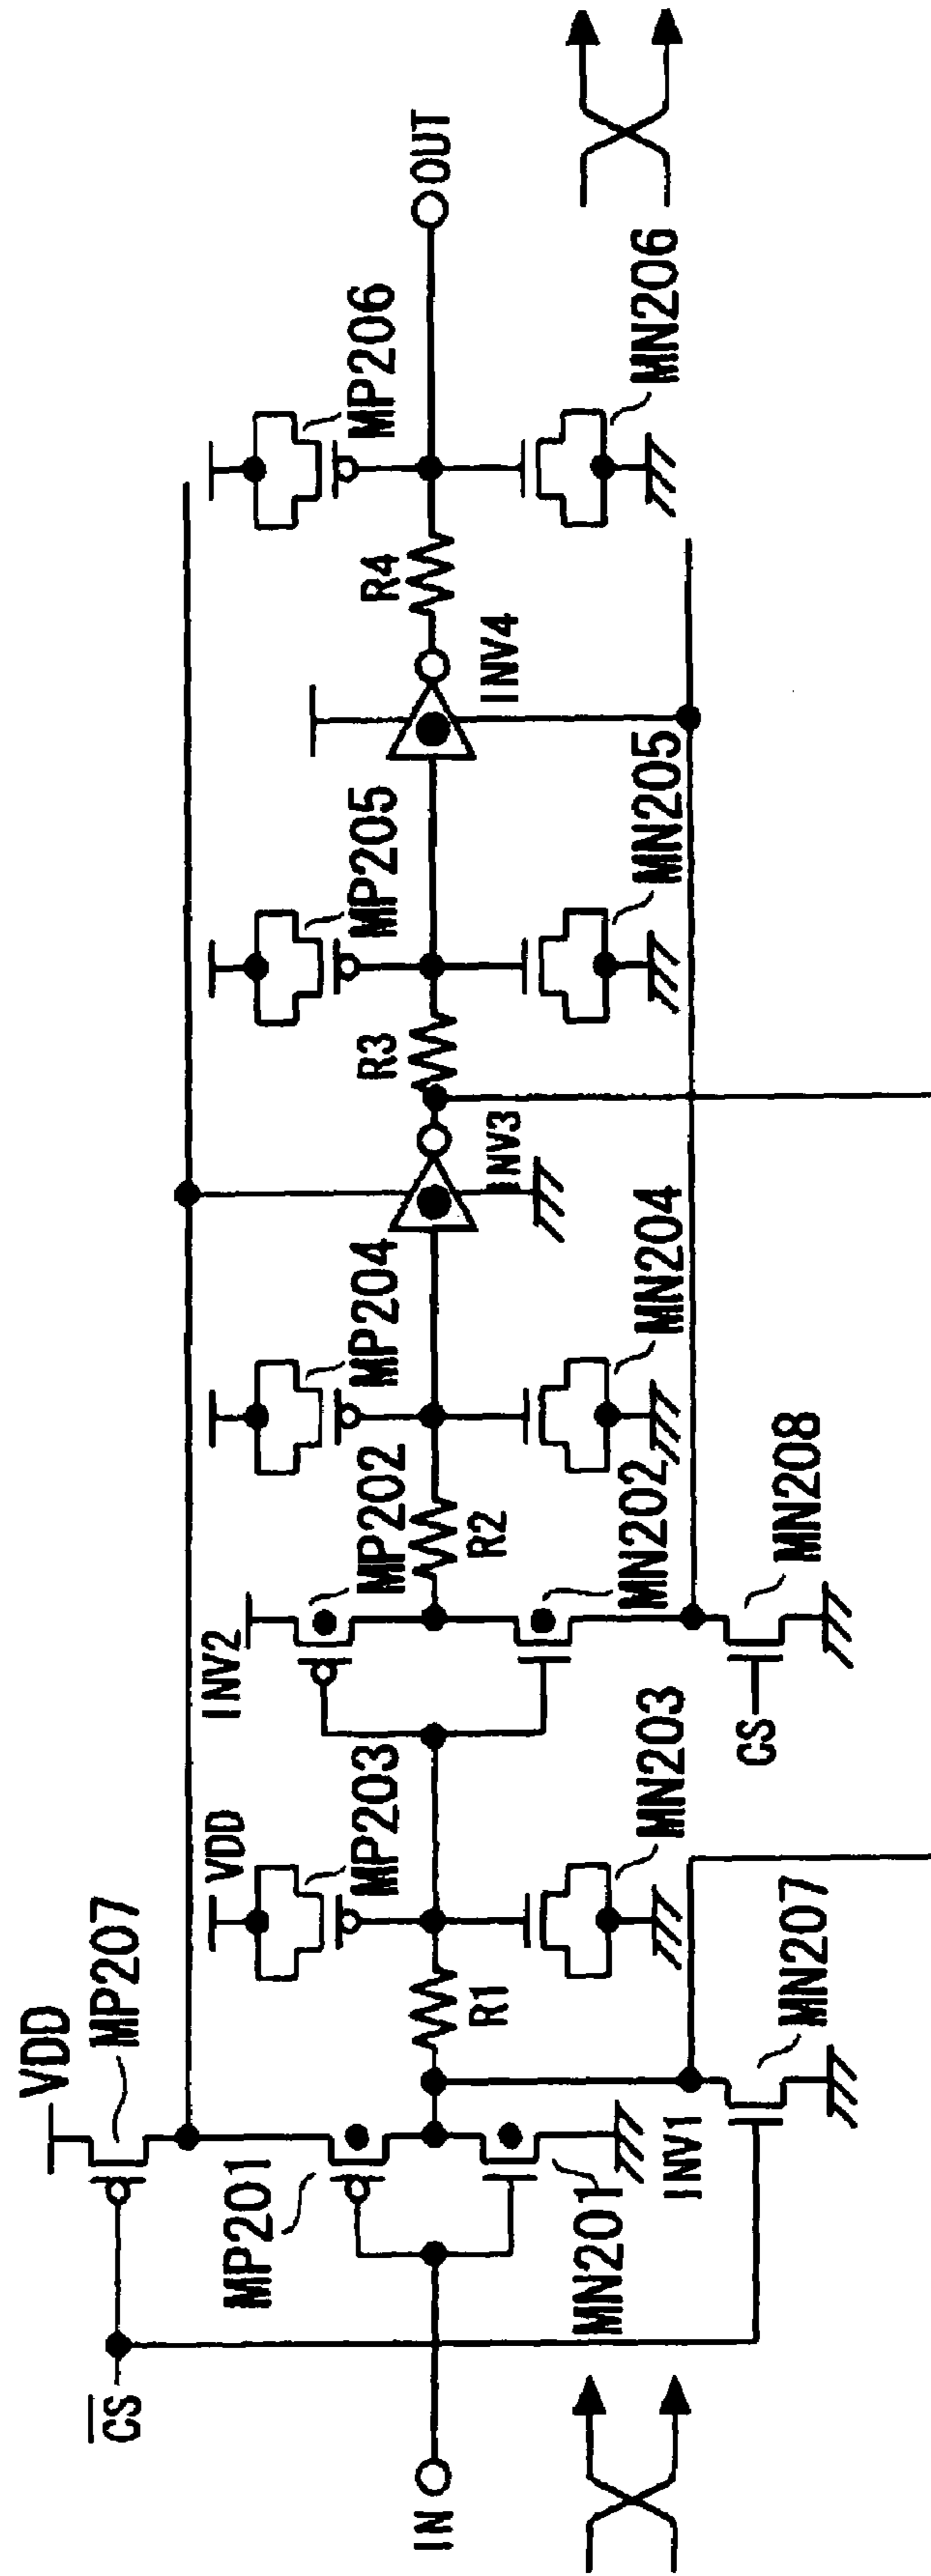 VDD
MP207
C̅S̅
VDD
INV2
MP201
MP203
MP202
MP204
MP205
MP206
IN
OUT
R1
R2
R3
R4
INV3
INV4
MN201
INV1
MN203
MN202
MN204
MN205
MN206
MN207
CS
MN208